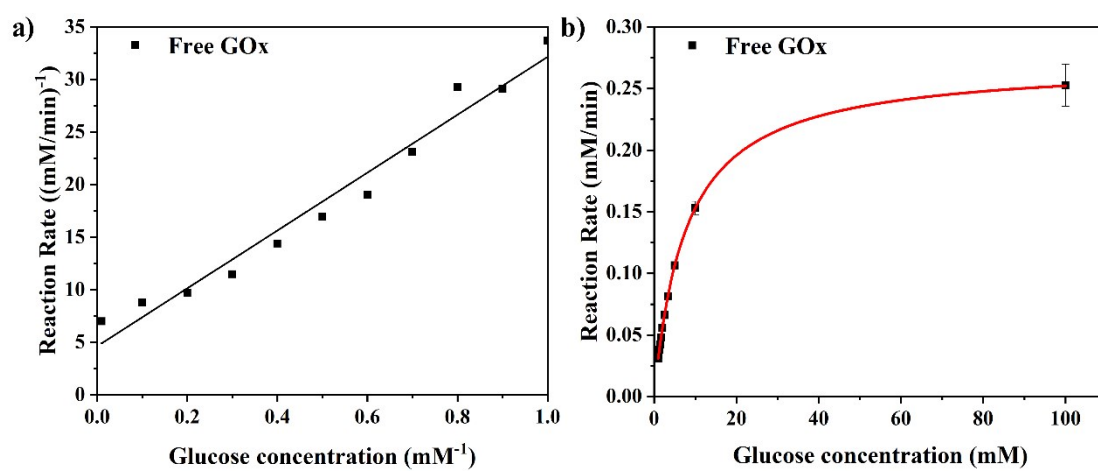 a)
Free GOx
Reaction Rate ((mM/min)⁻¹)
35
30
25
20
15
10
5
0
0.0 0.2 0.4 0.6 0.8 1.0
Glucose concentration (mM⁻¹)
b)
Free GOx
Reaction Rate (mM/min)
0.30
0.25
0.20
0.15
0.10
0.05
0.00
0 20 40 60 80 100
Glucose concentration (mM)